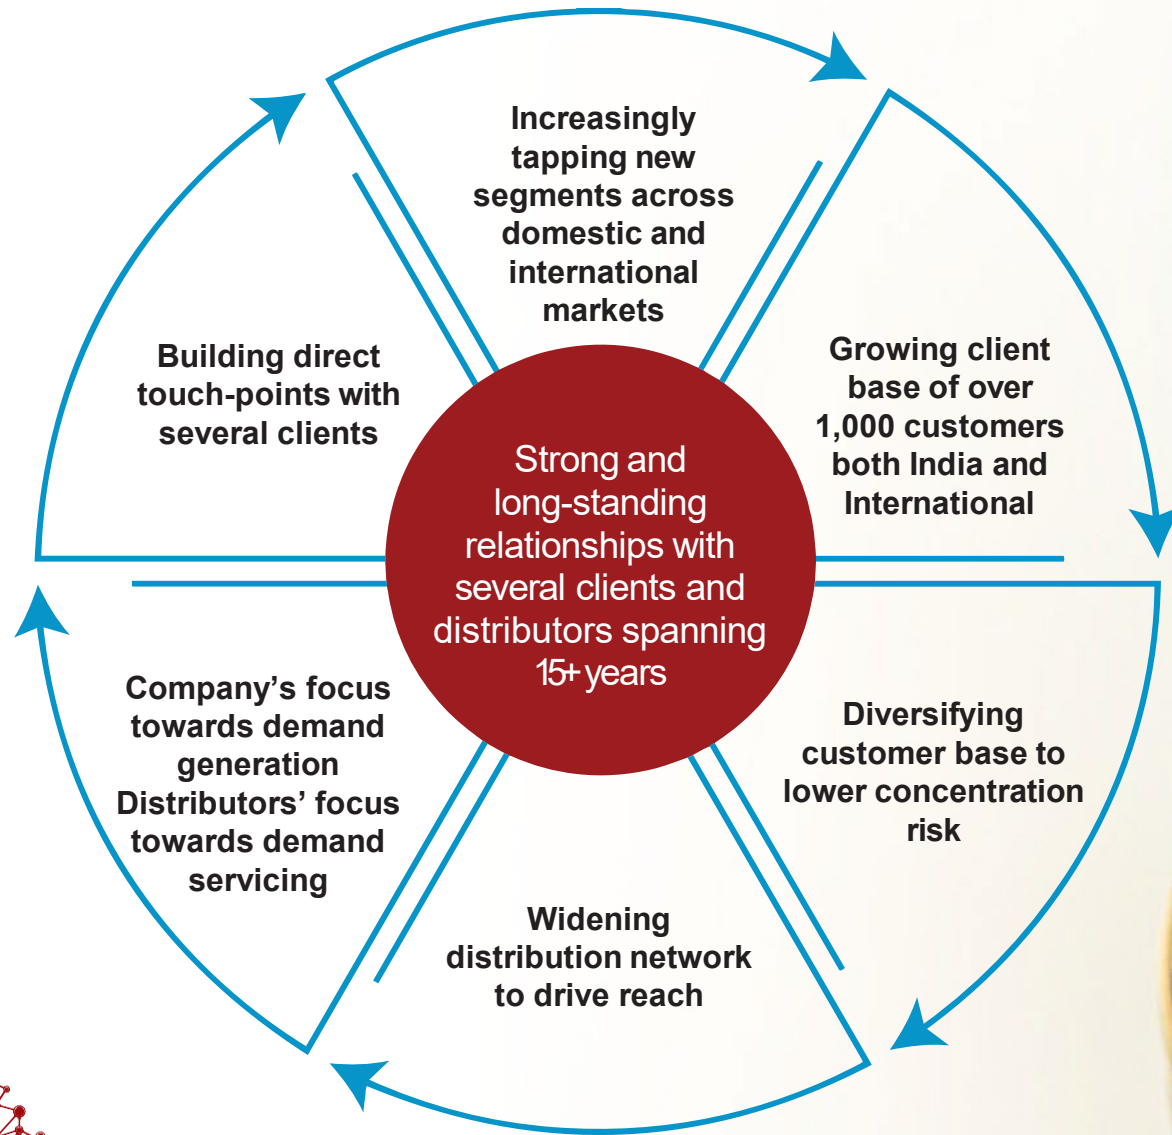 Increasingly
tapping new
segments across
domestic and
international
markets
Growing client
base of over
1,000 customers
both India and
International
Diversifying
customer base to
lower concentration
risk
Widening
distribution network
to drive reach
Company’s focus
towards demand
generation
Distributors’ focus
towards demand
servicing
Building direct
touch-points with
several clients
Strong and
long-standing
relationships with
several clients and
distributors spanning
15+ years